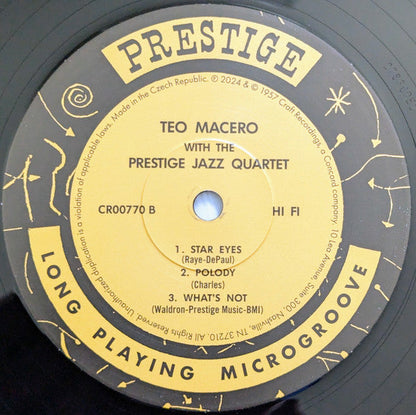 PRESTIGE
TEO MACERO
WITH THE
PRESTIGE JAZZ QUARTET
CR00770 B
HI FI
1. STAR EYES
(Raye-DePaul)
2. POLODY
(Charles)
3. WHAT'S NOT
(Waldron-Prestige Music-BMI)
LONG PLAYING MICROGROOVE
Made in the Czech Republic. ℗ 2024 & © 1957 Craft Recordings, a Concord company, 10 Lea Avenue, Suite 300, Nashville, TN 37210. All Rights Reserved. Unauthorized duplication is a violation of applicable laws.